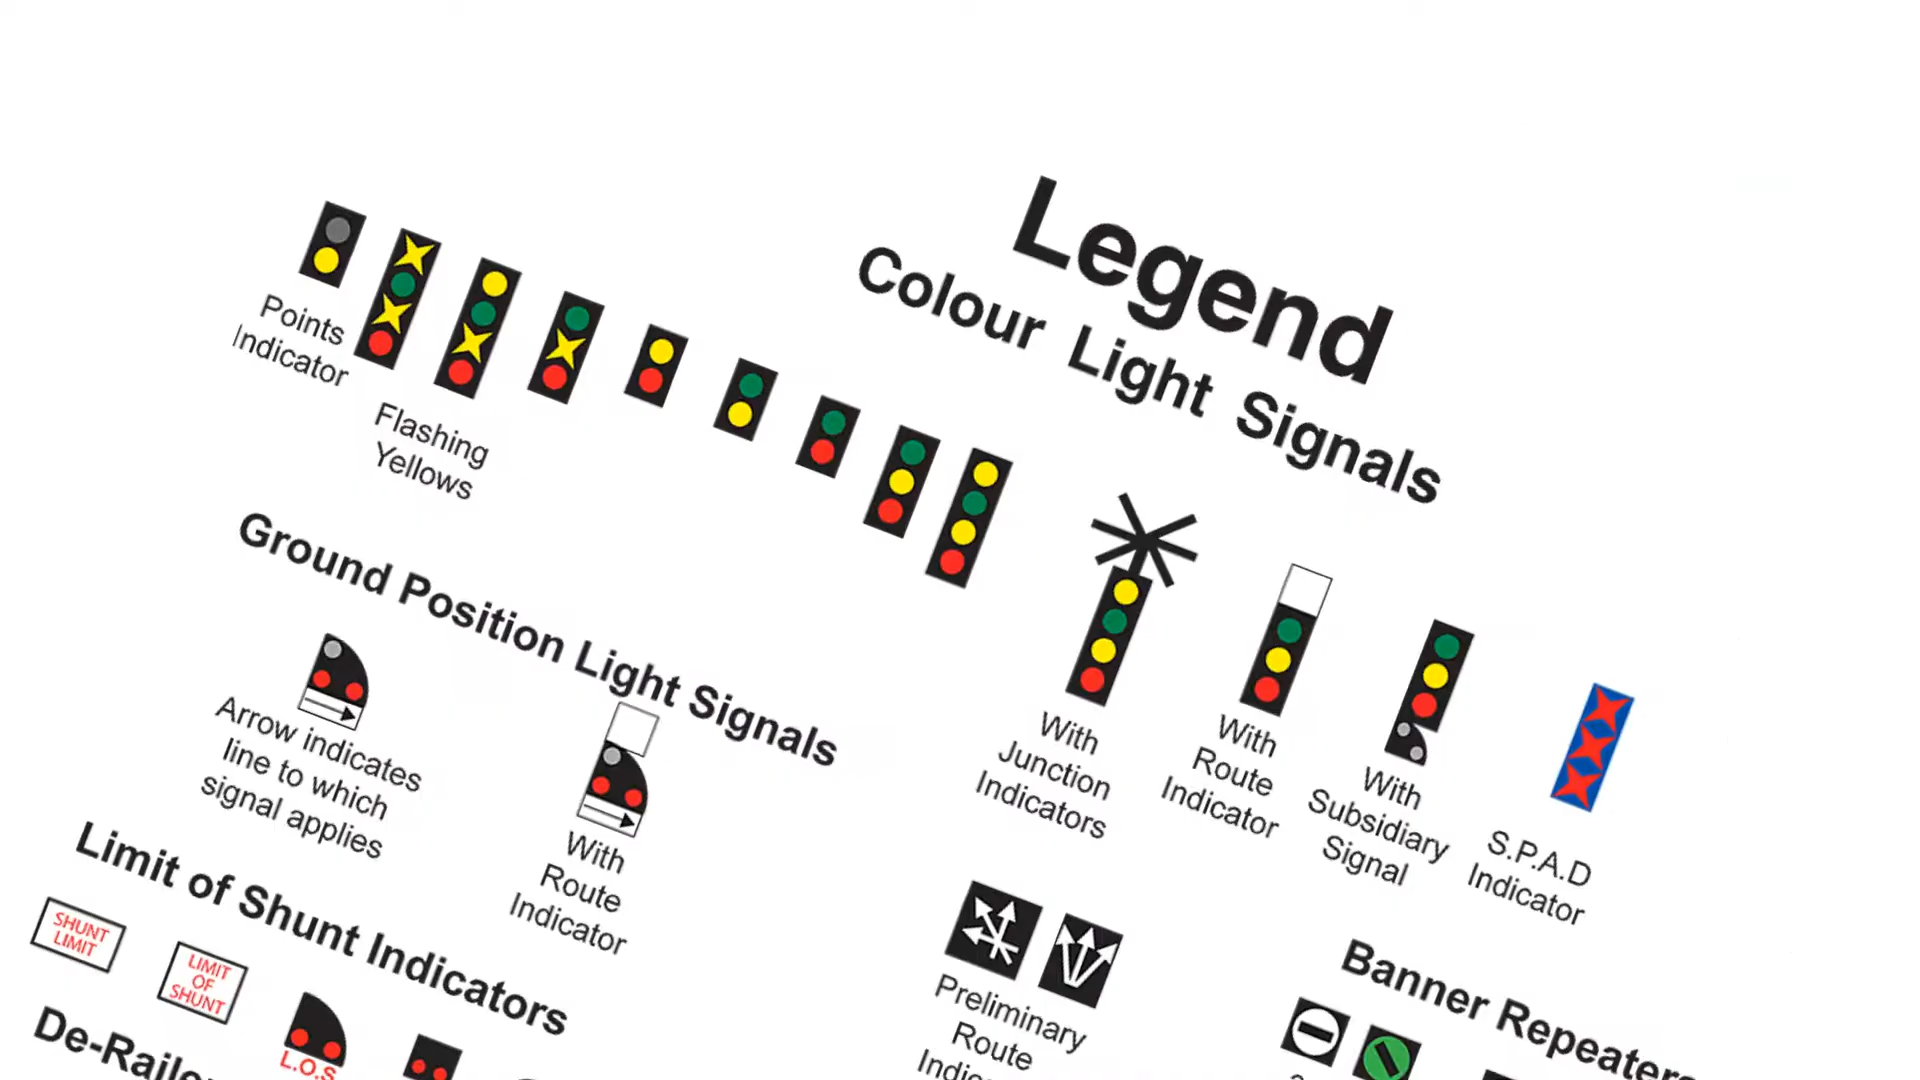 Legend
Colour Light Signals
Points
Indicator
Flashing
Yellows
With
Junction
Indicators
With
Route
Indicator
With
Subsidiary
Signal
S.P.A.D
Indicator
Ground Position Light Signals
Arrow indicates
line to which
signal applies
With
Route
Indicator
Preliminary
Route
Banner Repeaters
Limit of Shunt Indicators
SHUNT
LIMIT
LIMIT
OF
SHUNT
L.O.S